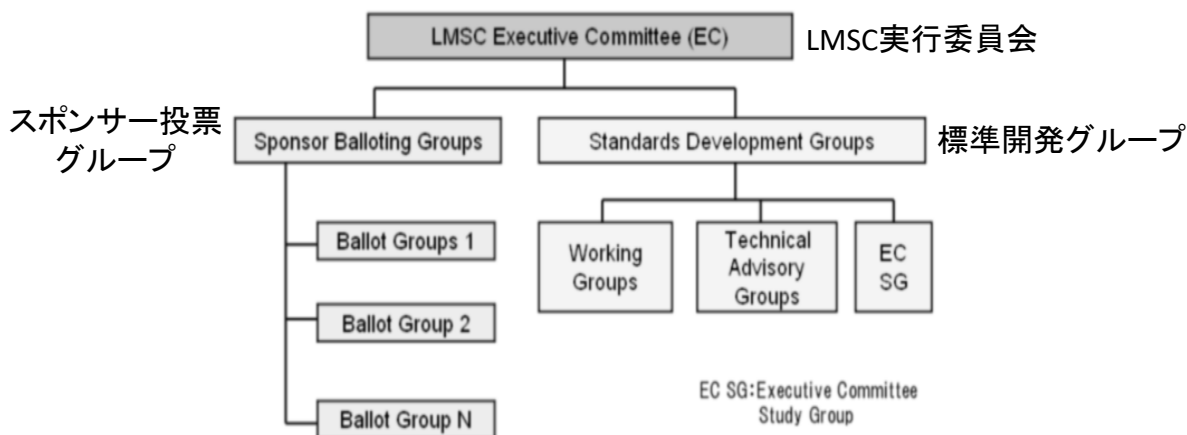 LMSC Executive Committee (EC)
LMSC実行委員会
スポンサー投票
グループ
Sponsor Balloting Groups
Standards Development Groups
標準開発グループ
Ballot Groups 1
Ballot Group 2
Ballot Group N
Working
Groups
Technical
Advisory
Groups
EC
SG
EC SG:Executive Committee
Study Group